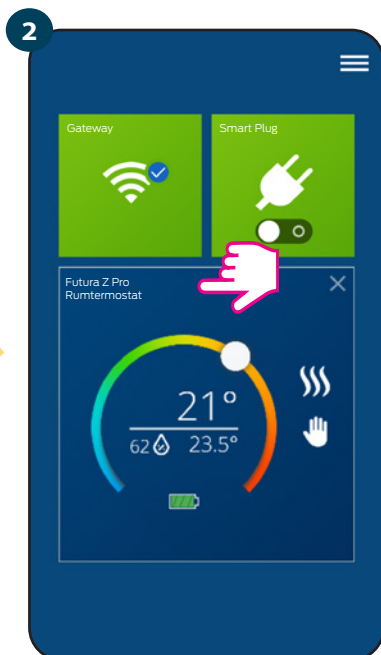 2
Gateway
Smart Plug
Futura Z Pro
Rumtermostat
21°
62 23.5°